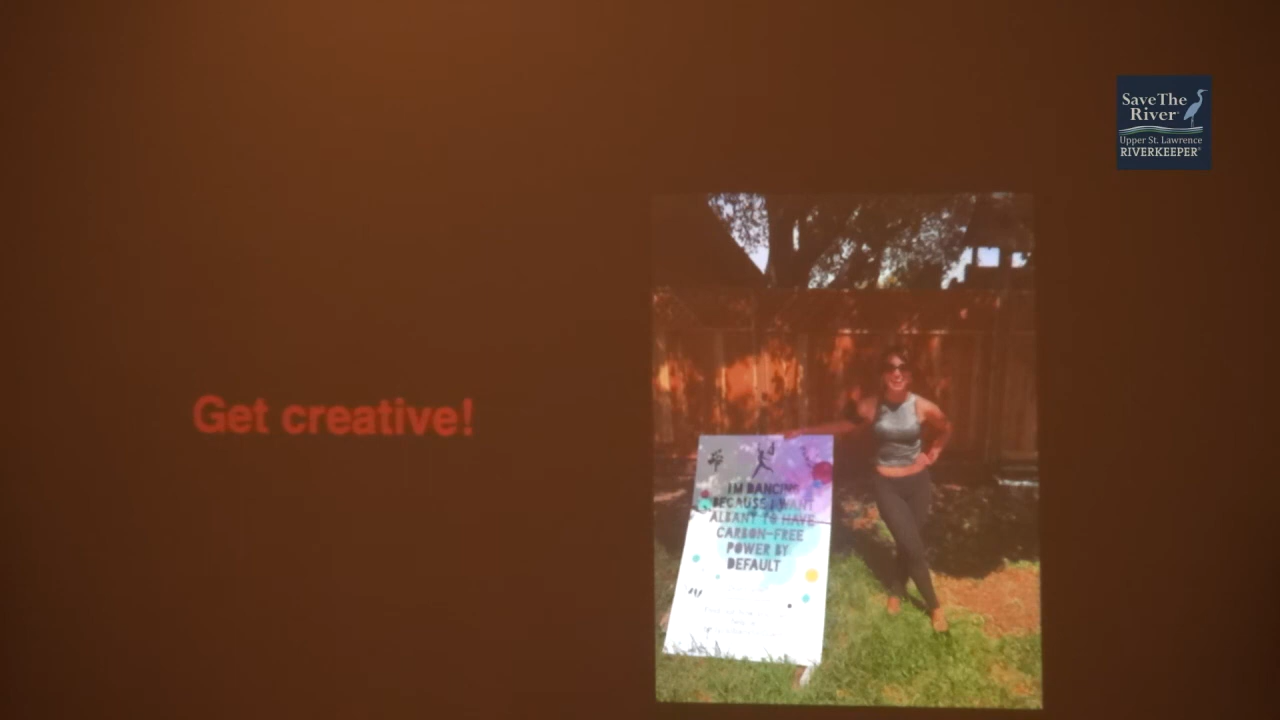 Save The
River
Upper St. Lawrence
RIVERKEEPER®
Get creative!
I'M DANCING
BECAUSE I WANT
ALBANY TO HAVE
CARBON-FREE
POWER BY
DEFAULT